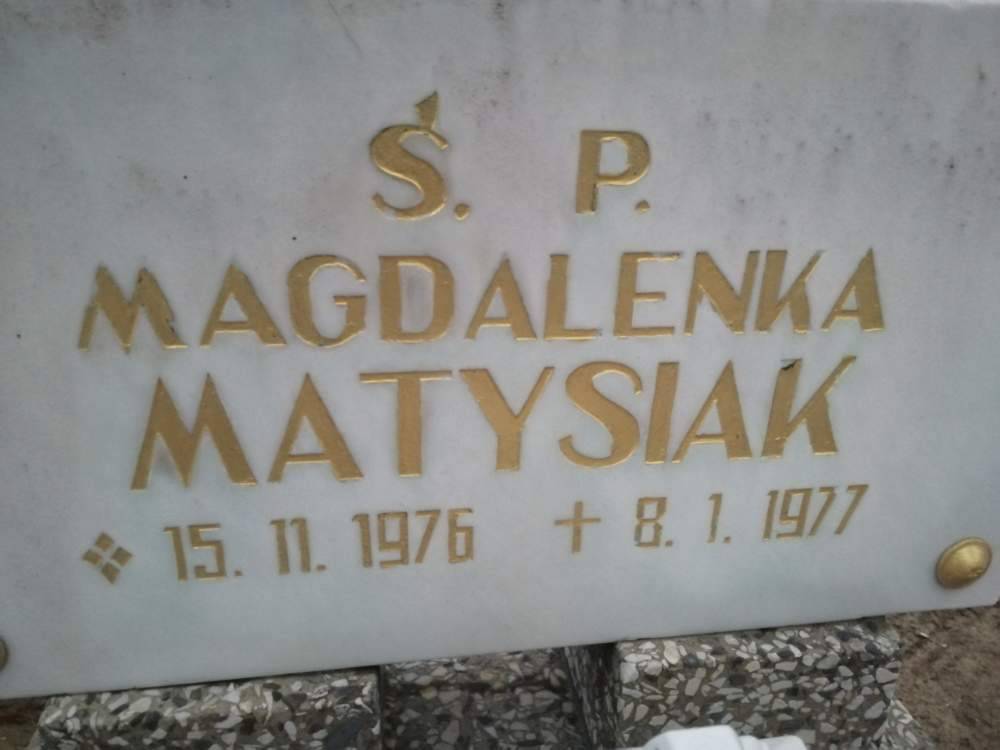 Ś. P.
MAGDALENKA
MATYSIAK
15. 11. 1976 8. 1. 1977